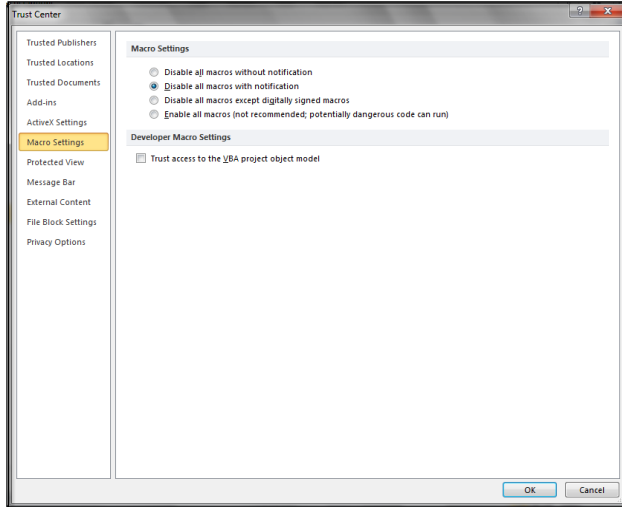 Trust Center
?
Trusted Publishers
Trusted Locations
Trusted Documents
Add-ins
ActiveX Settings
Macro Settings
Protected View
Message Bar
External Content
File Block Settings
Privacy Options
Macro Settings
Disable all macros without notification
Disable all macros with notification
Disable all macros except digitally signed macros
Enable all macros (not recommended; potentially dangerous code can run)
Developer Macro Settings
Trust access to the VBA project object model
OK
Cancel